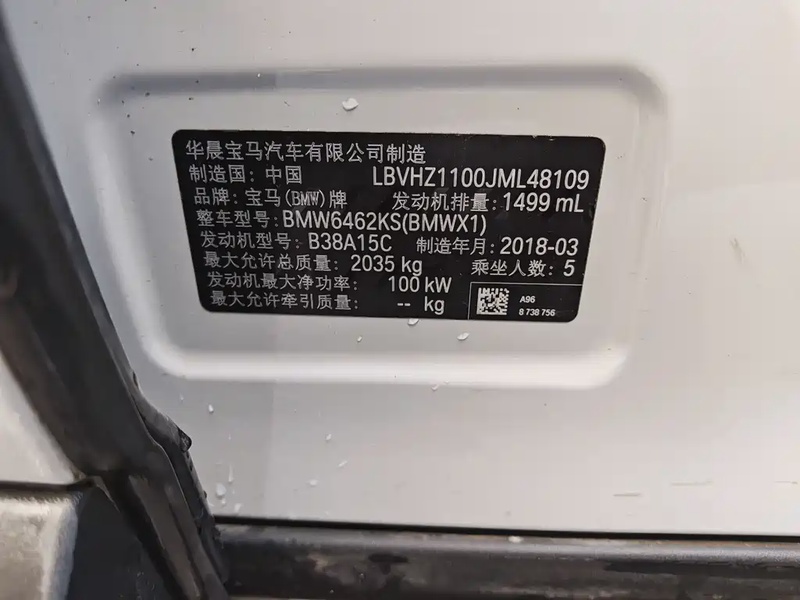 华晨宝马汽车有限公司制造
制造国: 中国 LBVHZ1100JML48109
品牌: 宝马(BMW)牌 发动机排量: 1499 mL
整车型号: BMW6462KS(BMWX1)
发动机型号: B38A15C 制造年月: 2018-03
最大允许总质量: 2035 kg 乘坐人数: 5
发动机最大净功率: 100 kW
最大允许牵引质量: -- kg
A96
8 738 756